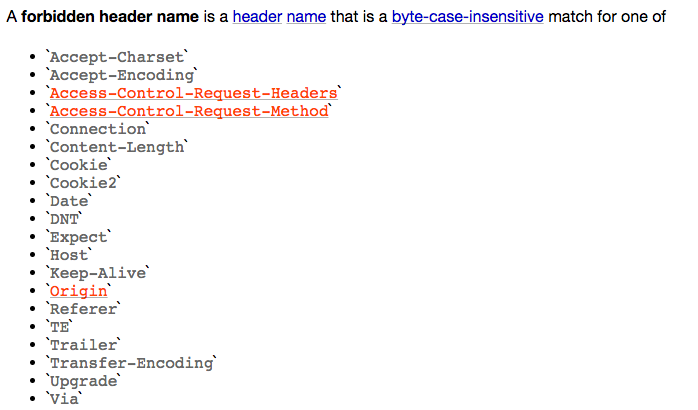 A forbidden header name is a header name that is a byte-case-insensitive match for one of
• `Accept-Charset`
• `Accept-Encoding`
• `Access-Control-Request-Headers`
• `Access-Control-Request-Method`
• `Connection`
• `Content-Length`
• `Cookie`
• `Cookie2`
• `Date`
• `DNT`
• `Expect`
• `Host`
• `Keep-Alive`
• `Origin`
• `Referer`
• `TE`
• `Trailer`
• `Transfer-Encoding`
• `Upgrade`
• `Via`